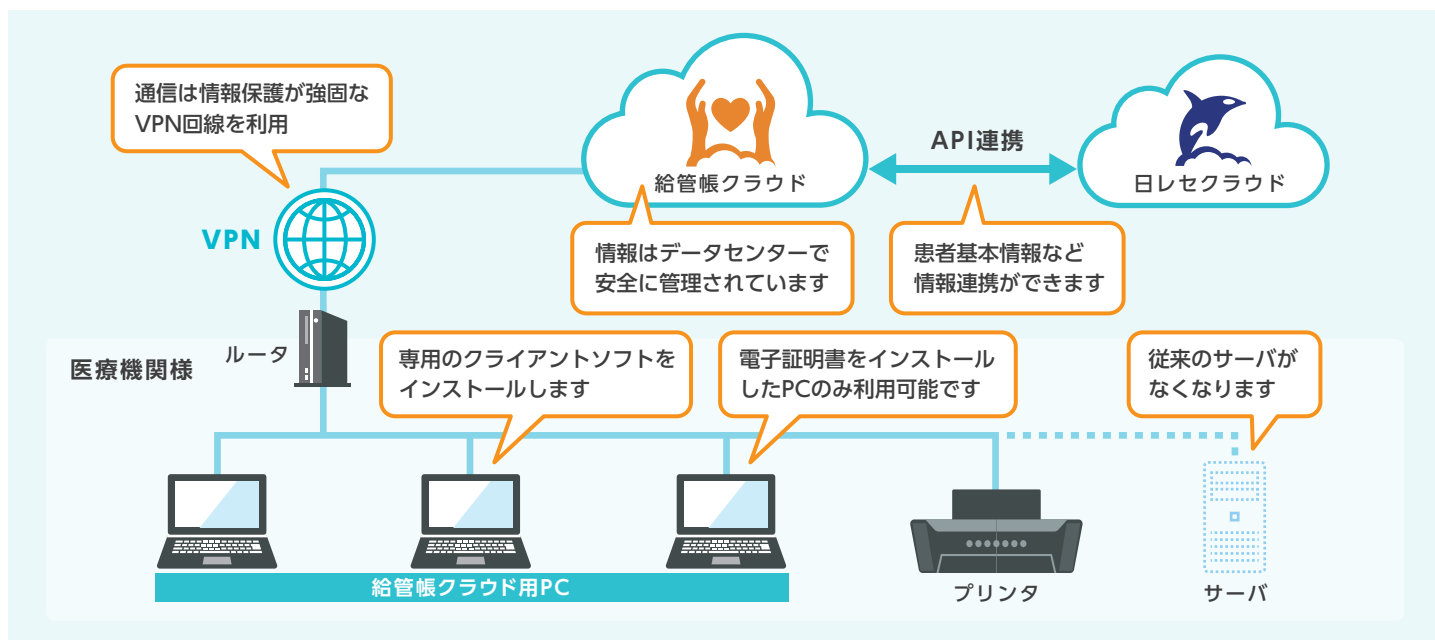 通信は情報保護が強固な
VPN回線を利用
API連携
給管帳クラウド
日レセクラウド
VPN
情報はデータセンターで
安全に管理されています
患者基本情報など
情報連携ができます
医療機関様
ルータ
専用のクライアントソフトを
インストールします
電子証明書をインストール
したPCのみ利用可能です
従来のサーバが
なくなります
給管帳クラウド用PC
プリンタ
サーバ